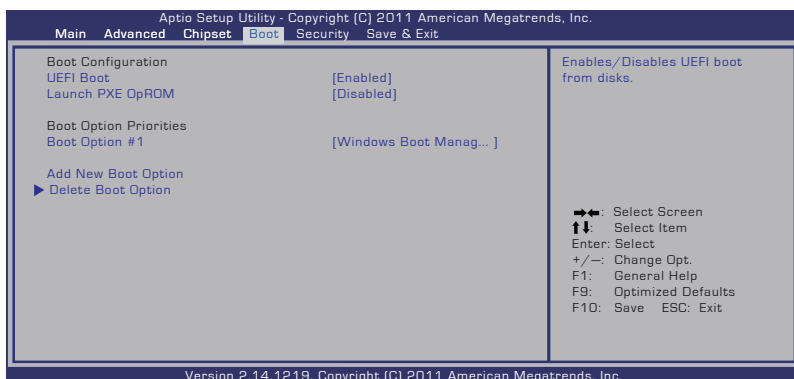 Aptio Setup Utility - Copyright (C) 2011 American Megatrends, Inc.
Main Advanced Chipset Boot Security Save & Exit
Boot Configuration
UEFI Boot [Enabled]
Launch PXE OpROM [Disabled]
Boot Option Priorities
Boot Option #1 [Windows Boot Manag... ]
Add New Boot Option
▶ Delete Boot Option
Enables/Disables UEFI boot
from disks.
→←: Select Screen
↑↓: Select Item
Enter: Select
+/—: Change Opt.
F1: General Help
F9: Optimized Defaults
F10: Save ESC: Exit
Version 2.14.1219. Copyright (C) 2011 American Megatrends, Inc.